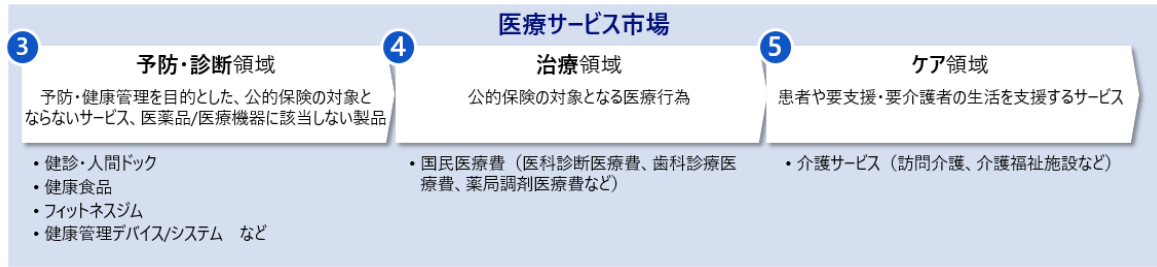 医療サービス市場
3
予防・診断領域
予防・健康管理を目的とした、公的保険の対象と
ならないサービス、医薬品/医療機器に該当しない製品
・健診・人間ドック
・健康食品
・フィットネスジム
・健康管理デバイス/システム　など
4
治療領域
公的保険の対象となる医療行為
・国民医療費（医科診断医療費、歯科診療医
療費、薬局調剤医療費など）
5
ケア領域
患者や要支援・要介護者の生活を支援するサービス
・介護サービス（訪問介護、介護福祉施設など）